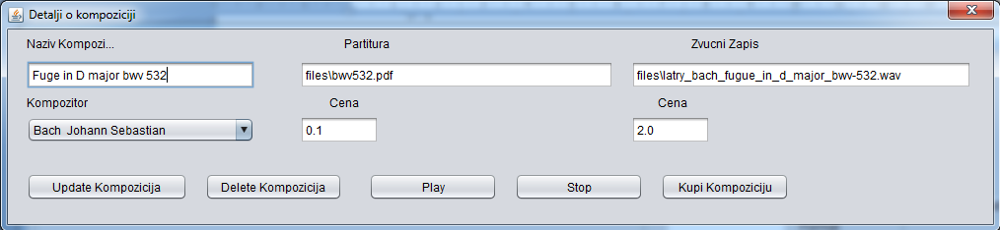 Detalji o kompoziciji
Naziv Kompozi... Partitura Zvucni Zapis
Fuge in D major bwv 532 files\bwv532.pdf files\latry_bach_fugue_in_d_major_bwv-532.wav
Kompozitor Cena Cena
Bach Johann Sebastian 0.1 2.0
Update Kompozicija Delete Kompozicija Play Stop Kupi Kompoziciju